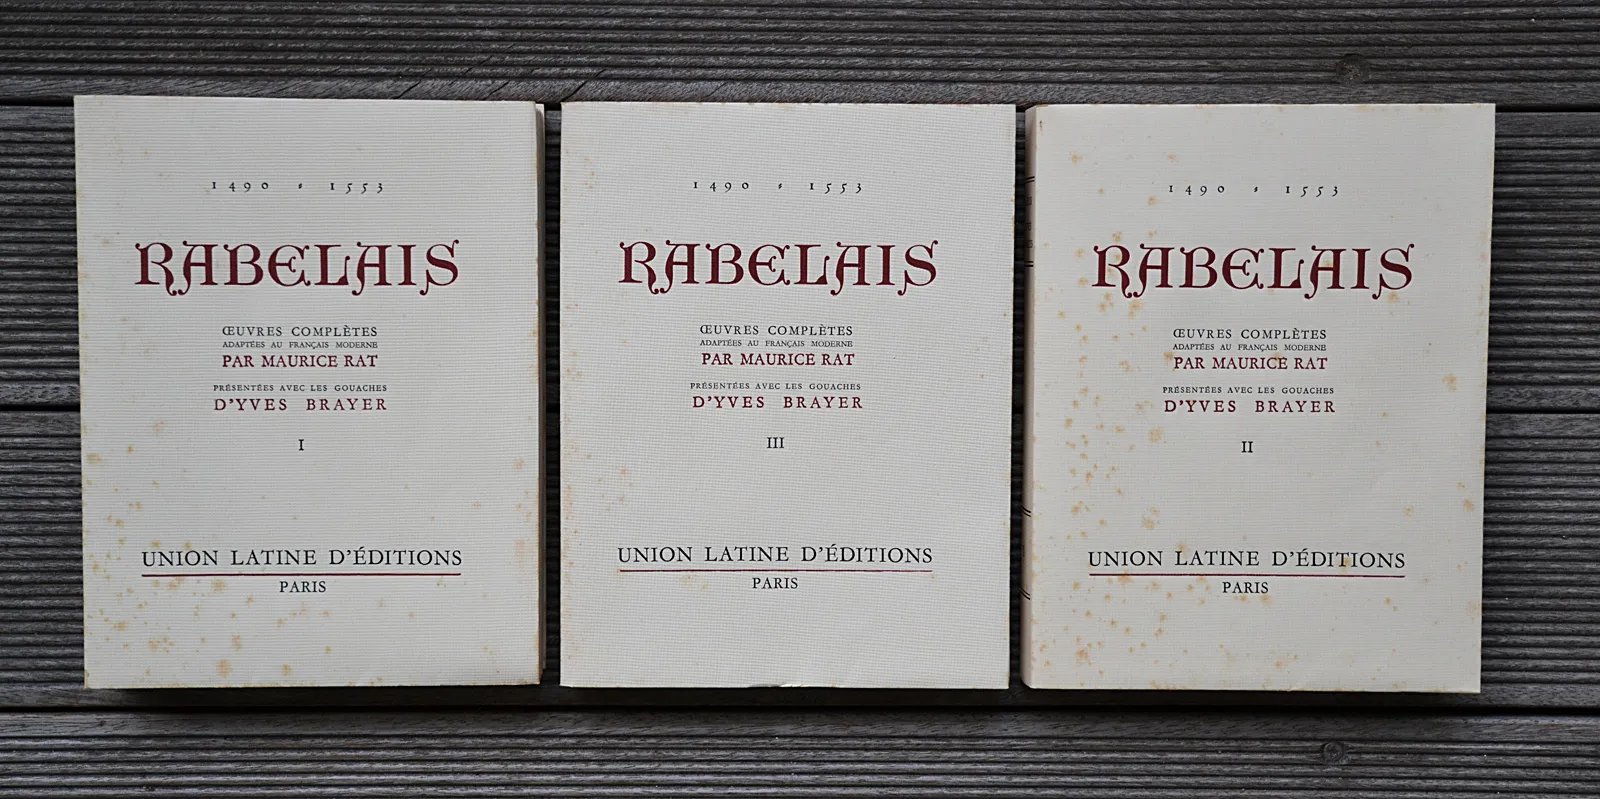 1490 1553
RABELAIS
ŒUVRES COMPLÈTES
ADAPTÉES AU FRANÇAIS MODERNE
PAR MAURICE RAT
PRÉSENTÉES AVEC LES GOUACHES
D'YVES BRAYER
I
UNION LATINE D'ÉDITIONS
PARIS
1490 1553
RABELAIS
ŒUVRES COMPLÈTES
ADAPTÉES AU FRANÇAIS MODERNE
PAR MAURICE RAT
PRÉSENTÉES AVEC LES GOUACHES
D'YVES BRAYER
III
UNION LATINE D'ÉDITIONS
PARIS
1490 1553
RABELAIS
ŒUVRES COMPLÈTES
ADAPTÉES AU FRANÇAIS MODERNE
PAR MAURICE RAT
PRÉSENTÉES AVEC LES GOUACHES
D'YVES BRAYER
II
UNION LATINE D'ÉDITIONS
PARIS